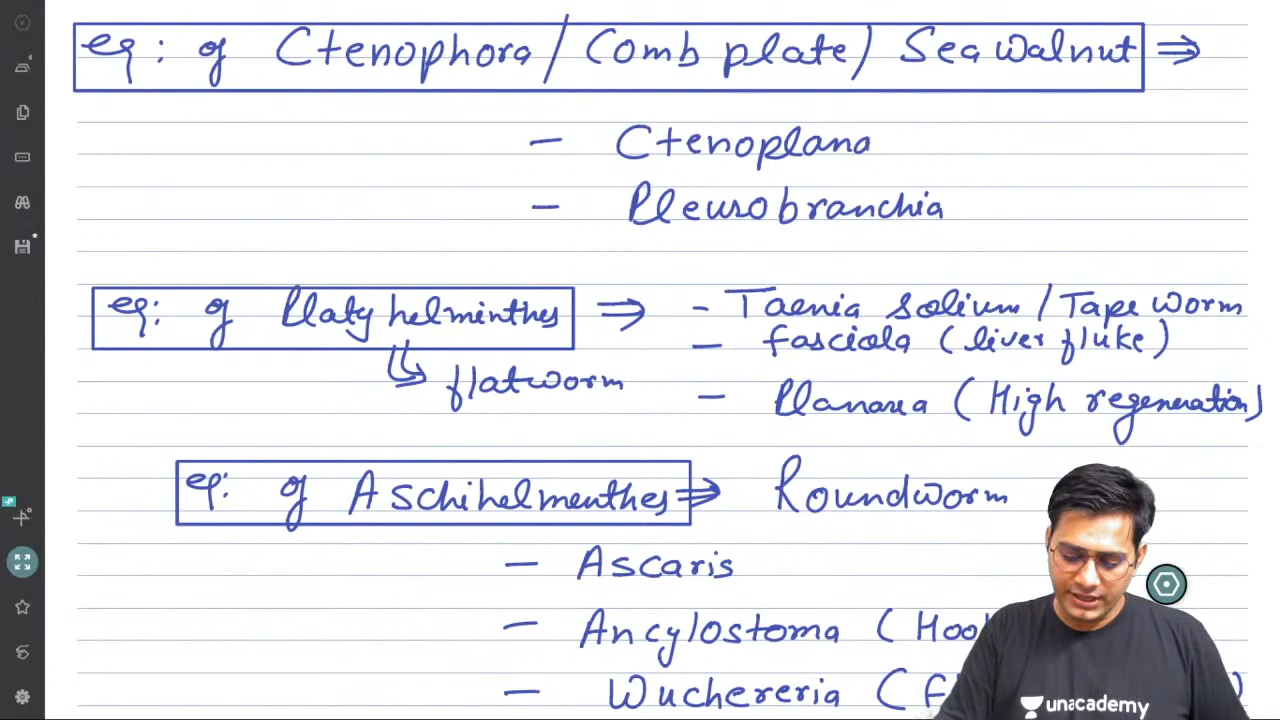 eg: of Ctenophora / Comb plate / Sea walnut ⇒
- Ctenoplana
- Pleurobranchia
eg: of Platyhelminthes ⇒ - Taenia solium / Tape worm
flatworm
- fasciola (liver fluke)
- Planaria (High regeneration)
eg: of Aschihelmenthes ⇒ Roundworm
- Ascaris
- Ancylostoma (Hoo
- Wuchereria (Fi )
unacademy